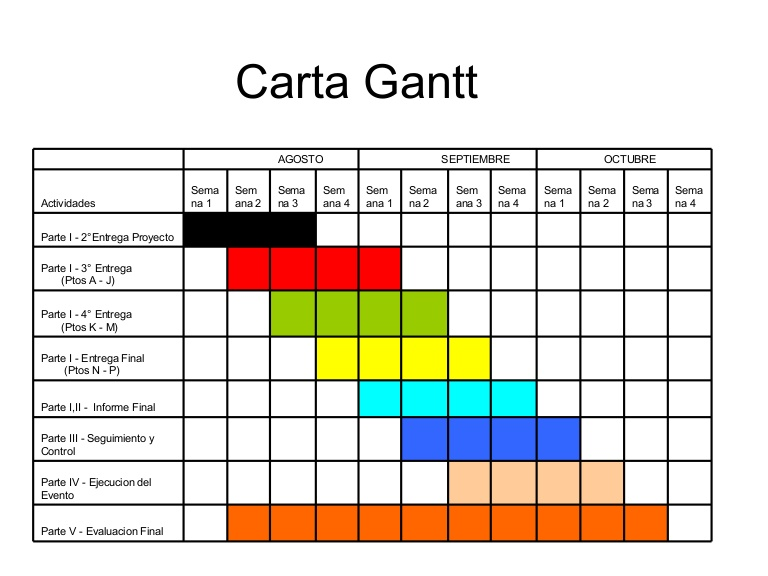 Carta Gantt
AGOSTO SEPTIEMBRE OCTUBRE
Actividades
Sema
na 1
Sem
ana 2
Sema
na 3
Sem
ana 4
Sem
ana 1
Sema
na 2
Sem
ana 3
Sema
na 4
Sema
na 1
Sema
na 2
Sema
na 3
Sema
na 4
Parte I - 2°Entrega Proyecto
Parte I - 3° Entrega
(Ptos A - J)
Parte I - 4° Entrega
(Ptos K - M)
Parte I - Entrega Final
(Ptos N - P)
Parte I,II - Informe Final
Parte III - Seguimiento y
Control
Parte IV - Ejecucion del
Evento
Parte V - Evaluacion Final